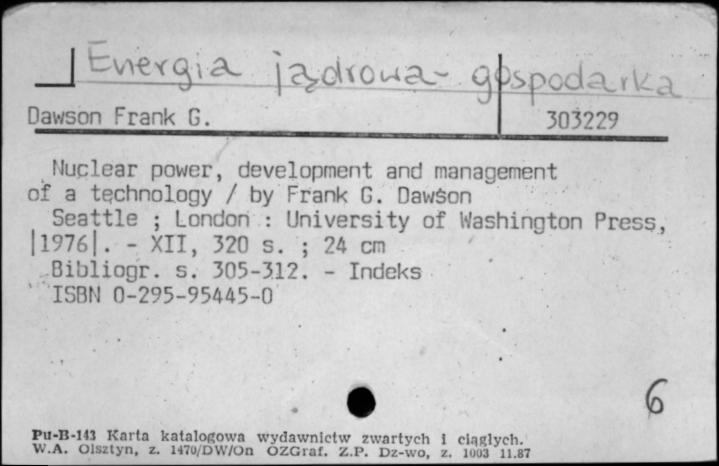 Energia jądrowa - gospodarka
Dawson Frank G. 303229
Nuclear power, development and management
of a technology / by Frank G. Dawson
Seattle ; London : University of Washington Press,
|1976|. - XII, 320 s. ; 24 cm
Bibliogr. s. 305-312. - Indeks
ISBN 0-295-95445-0
6
Pu-B-143 Karta katalogowa wydawnictw zwartych i ciągłych.
W.A. Olsztyn, z. 1470/DW/On OZGraf. Z.P. Dz-wo, z. 1003 11.87